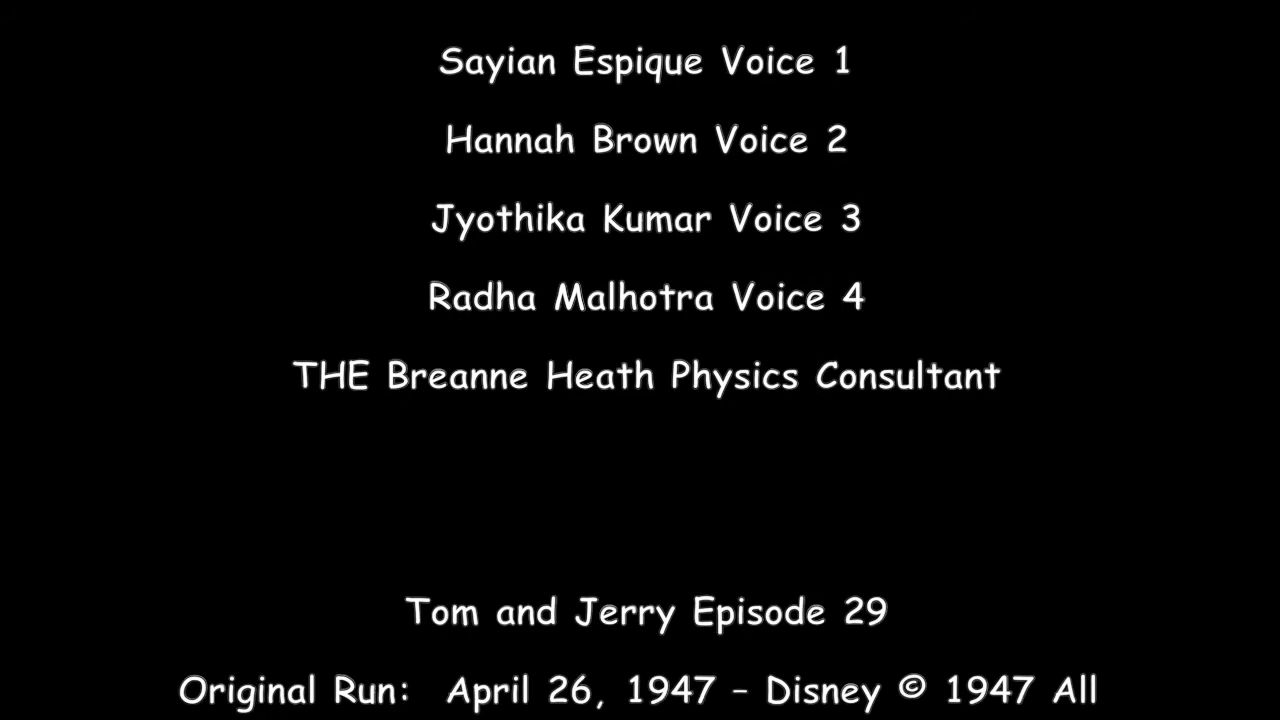 Sayian Espique Voice 1
Hannah Brown Voice 2
Jyothika Kumar Voice 3
Radha Malhotra Voice 4
THE Breanne Heath Physics Consultant
Tom and Jerry Episode 29
Original Run: April 26, 1947 - Disney © 1947 All